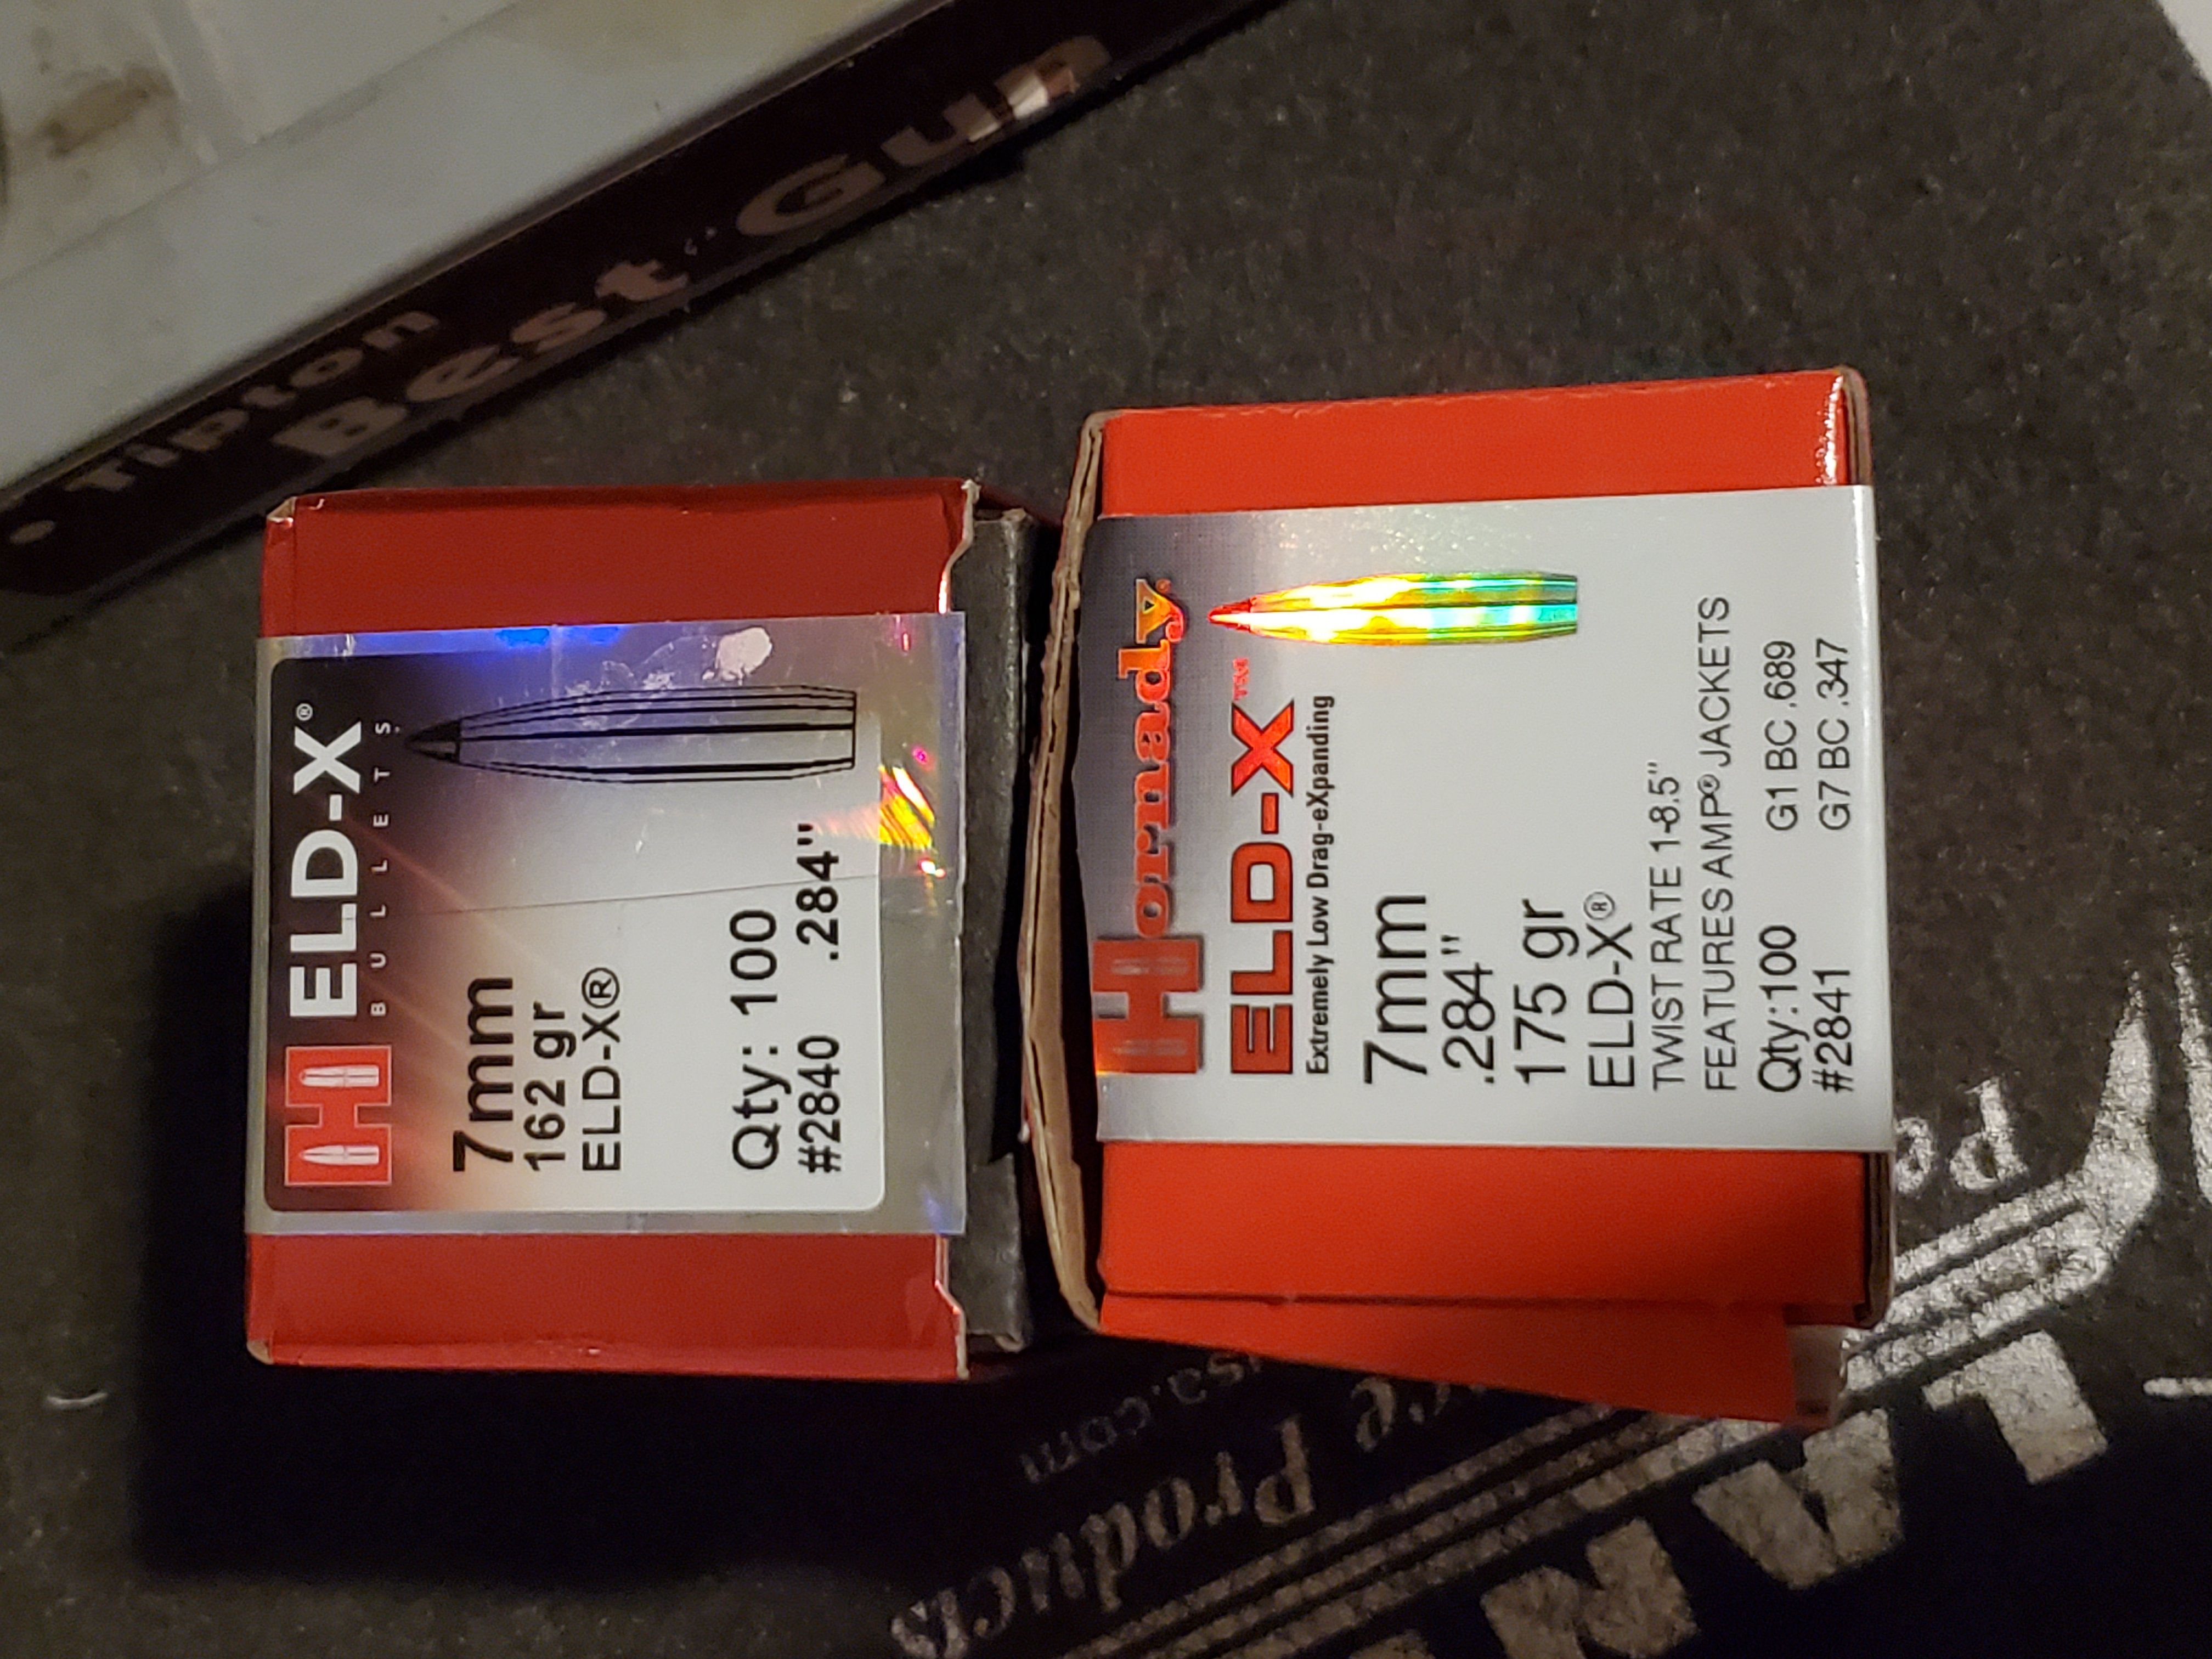 Tipton
Best Gun
ELD-X®
BULLETS
7mm
162 gr
ELD-X®
Qty: 100
#2840 .284"
Hornady
ELD-X™
Extremely Low Drag-eXpanding
7mm
.284"
175 gr
ELD-X®
TWIST RATE 1-8.5"
FEATURES AMP® JACKETS
Qty:100 G1 BC .689
#2841 G7 BC .347
Products
sa.com